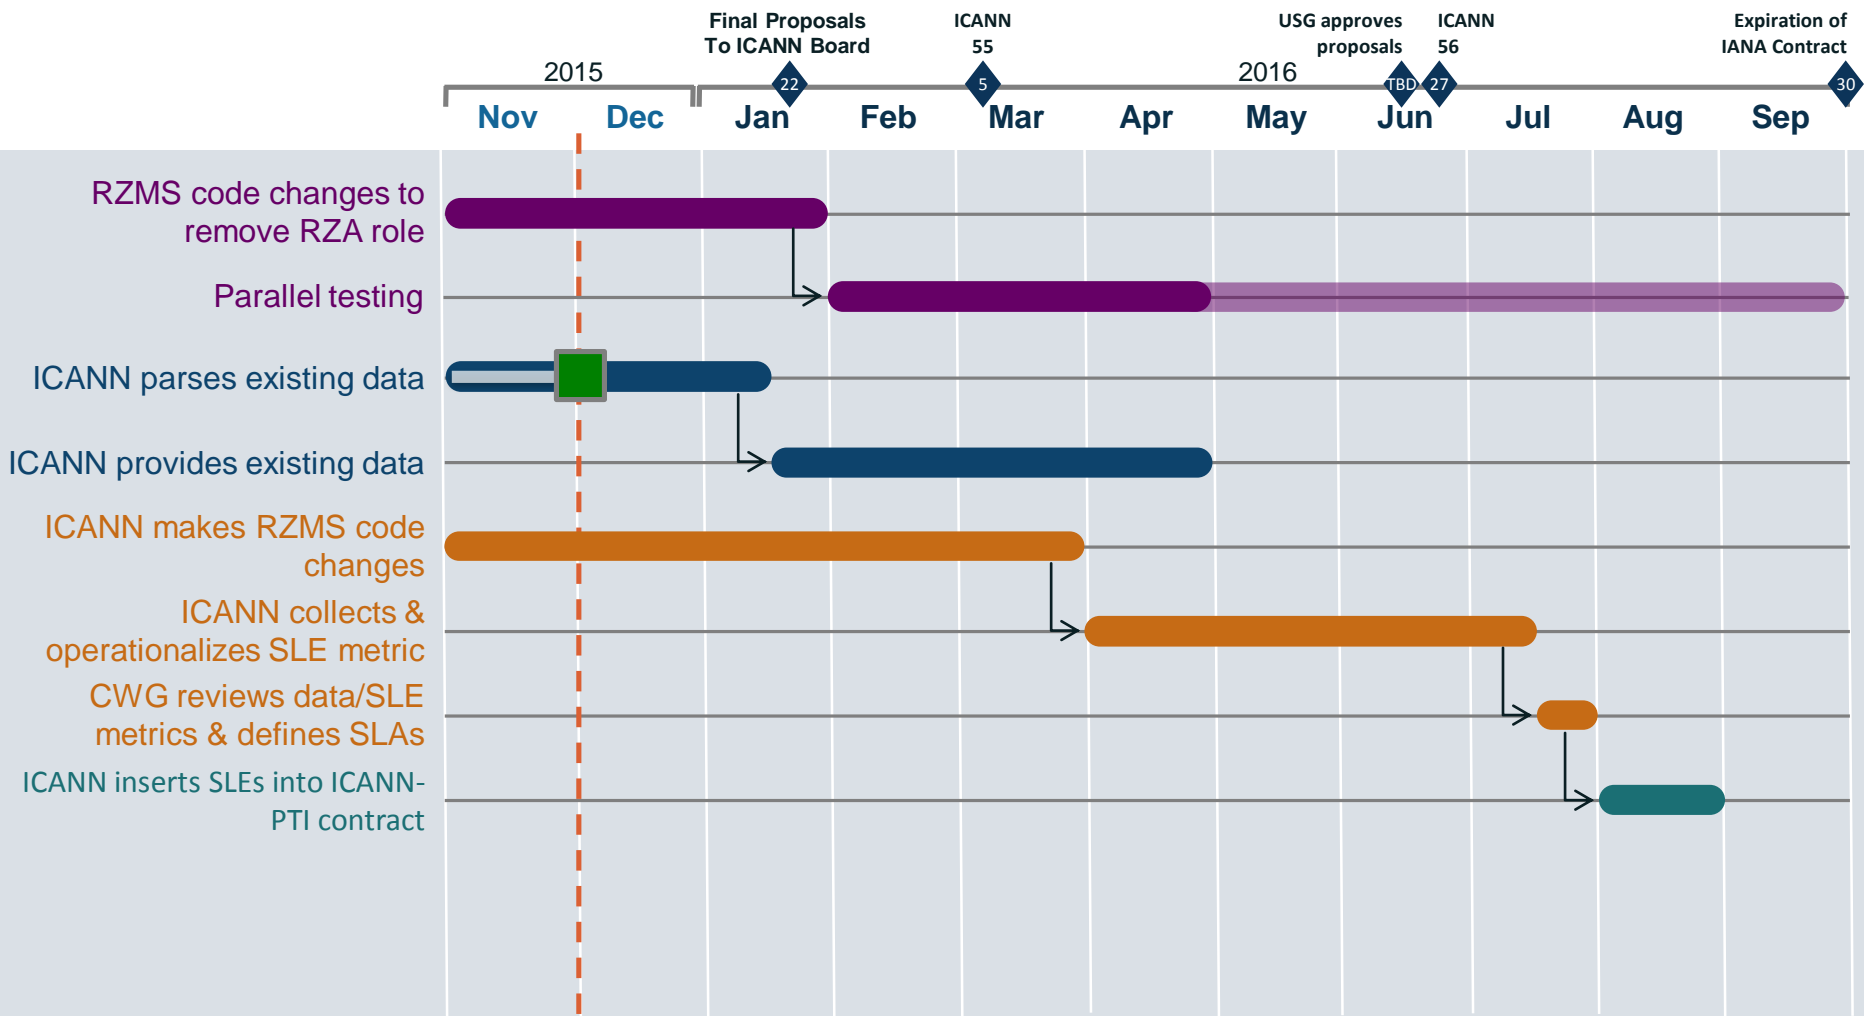 Final Proposals
To ICANN Board
ICANN
55
USG approves
proposals
ICANN
56
Expiration of
IANA Contract
2015
22
5
2016
TBD
27
30
Nov
Dec
Jan
Feb
Mar
Apr
May
Jun
Jul
Aug
Sep
RZMS code changes to
remove RZA role
Parallel testing
ICANN parses existing data
ICANN provides existing data
ICANN makes RZMS code
changes
ICANN collects &
operationalizes SLE metric
CWG reviews data/SLE
metrics & defines SLAs
ICANN inserts SLEs into ICANN-
PTI contract